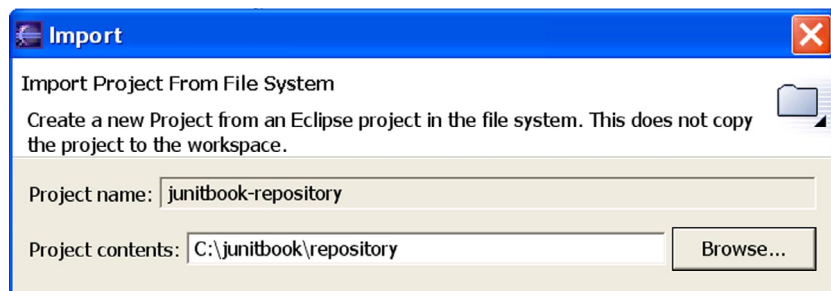 Import
Import Project From File System
Create a new Project from an Eclipse project in the file system. This does not copy
the project to the workspace.
Project name: junitbook-repository
Project contents: C:\junitbook\repository Browse...